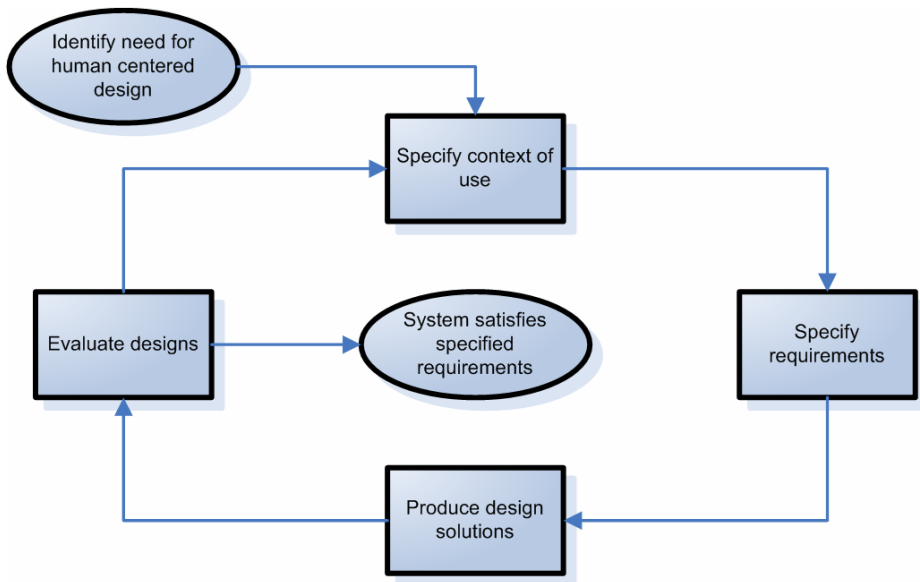 Identify need for
human centered
design
Specify context of
use
Evaluate designs
System satisfies
specified
requirements
Specify
requirements
Produce design
solutions